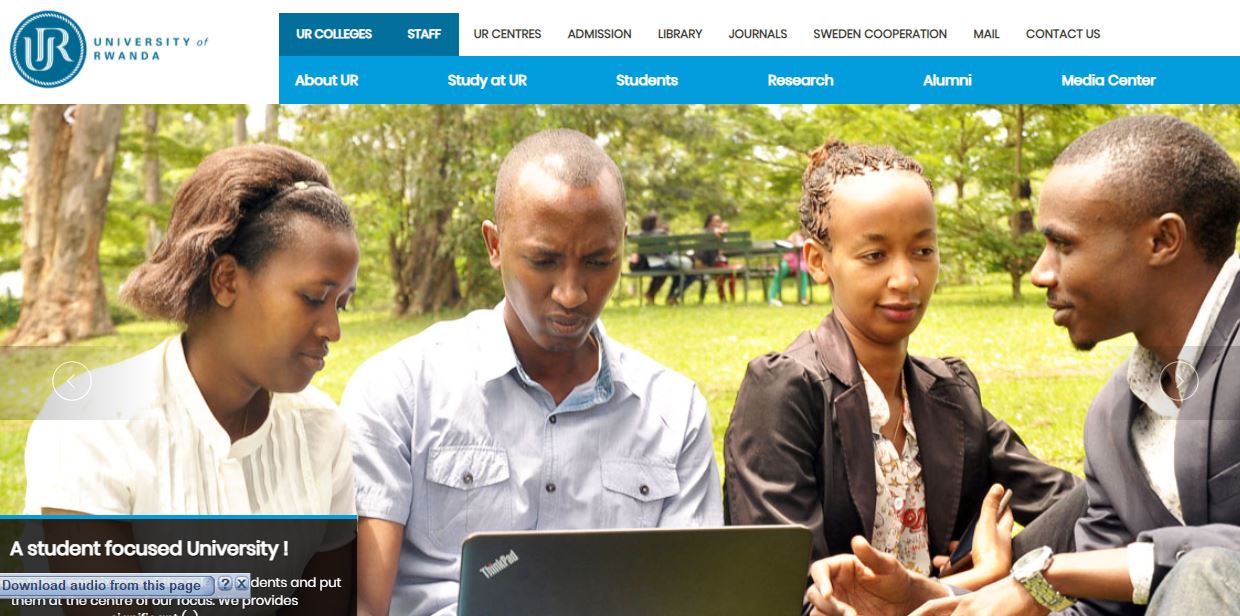 UR COLLEGES STAFF UR CENTRES ADMISSION LIBRARY JOURNALS SWEDEN COOPERATION MAIL CONTACT US
UR
UNIVERSITY of
RWANDA
About UR Study at UR Students Research Alumni Media Center
ThinkPad
A student focused University !
Download audio from this page ? X
dents and put
them at the centre of our focus. We provides